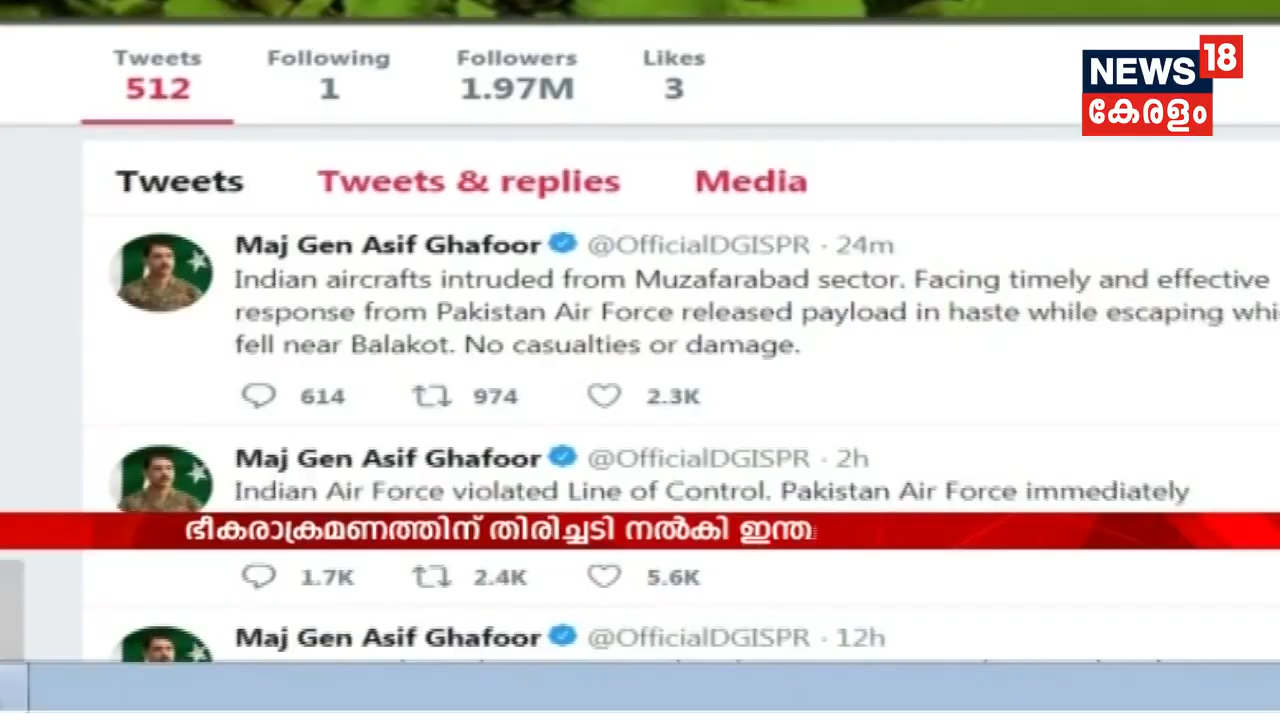 Tweets Following Followers Likes
512 1 1.97M 3
NEWS 18
കേരളം
Tweets Tweets & replies Media
Maj Gen Asif Ghafoor @OfficialDGISPR · 24m
Indian aircrafts intruded from Muzafarabad sector. Facing timely and effective
response from Pakistan Air Force released payload in haste while escaping whi
fell near Balakot. No casualties or damage.
614 974 2.3K
Maj Gen Asif Ghafoor @OfficialDGISPR · 2h
Indian Air Force violated Line of Control. Pakistan Air Force immediately
ഭീകരാക്രമണത്തിന് തിരിച്ചടി നൽകി ഇന്ത
1.7K 2.4K 5.6K
Maj Gen Asif Ghafoor @OfficialDGISPR · 12h